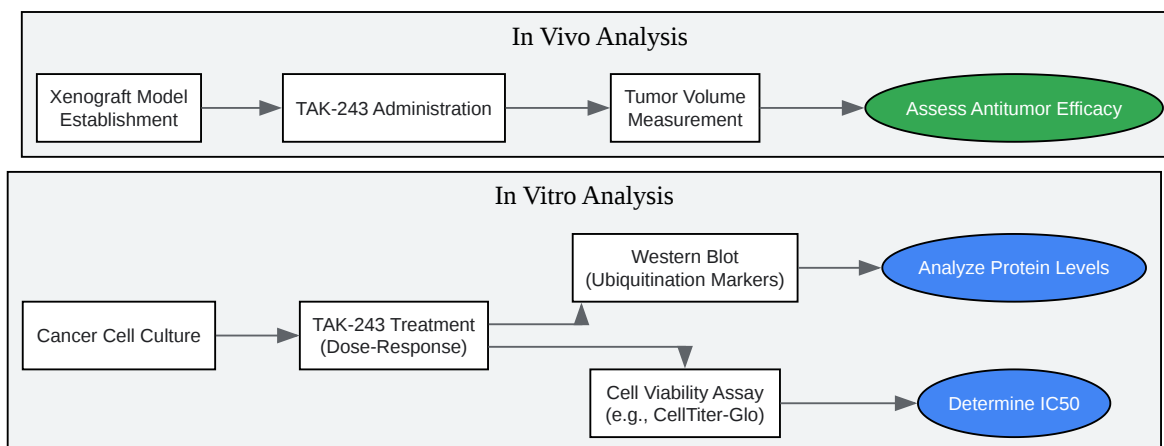 In Vivo Analysis
Xenograft Model
Establishment
TAK-243 Administration
Tumor Volume
Measurement
Assess Antitumor Efficacy
In Vitro Analysis
Western Blot
(Ubiquitination Markers)
Analyze Protein Levels
Cancer Cell Culture
TAK-243 Treatment
(Dose-Response)
Cell Viability Assay
(e.g., CellTiter-Glo)
Determine IC50